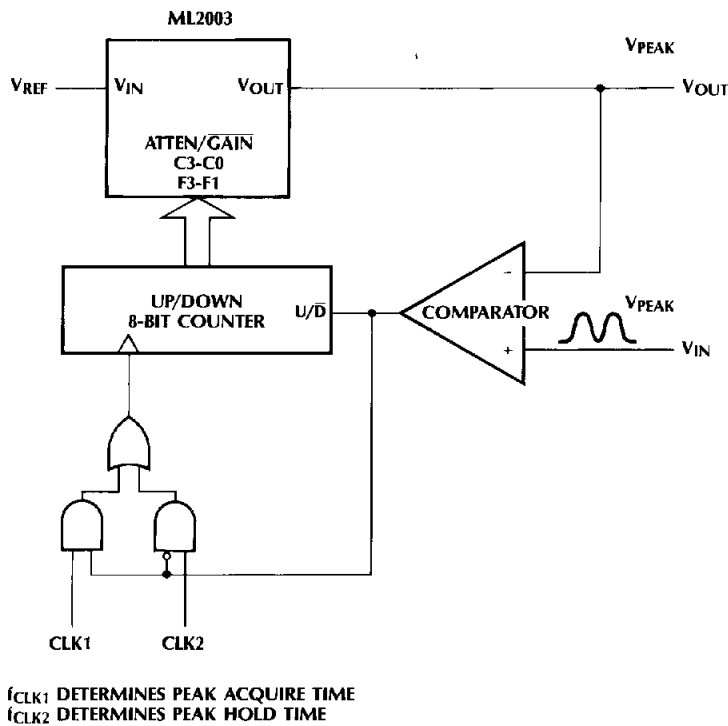 ML2003
VPEAK
VREF
VIN
VOUT
VOUT
ATTEN/G̅A̅I̅N̅
C3-C0
F3-F1
UP/DOWN
8-BIT COUNTER
U/D̅
−
COMPARATOR
+
VPEAK
VIN
CLK1
CLK2
fCLK1 DETERMINES PEAK ACQUIRE TIME
fCLK2 DETERMINES PEAK HOLD TIME